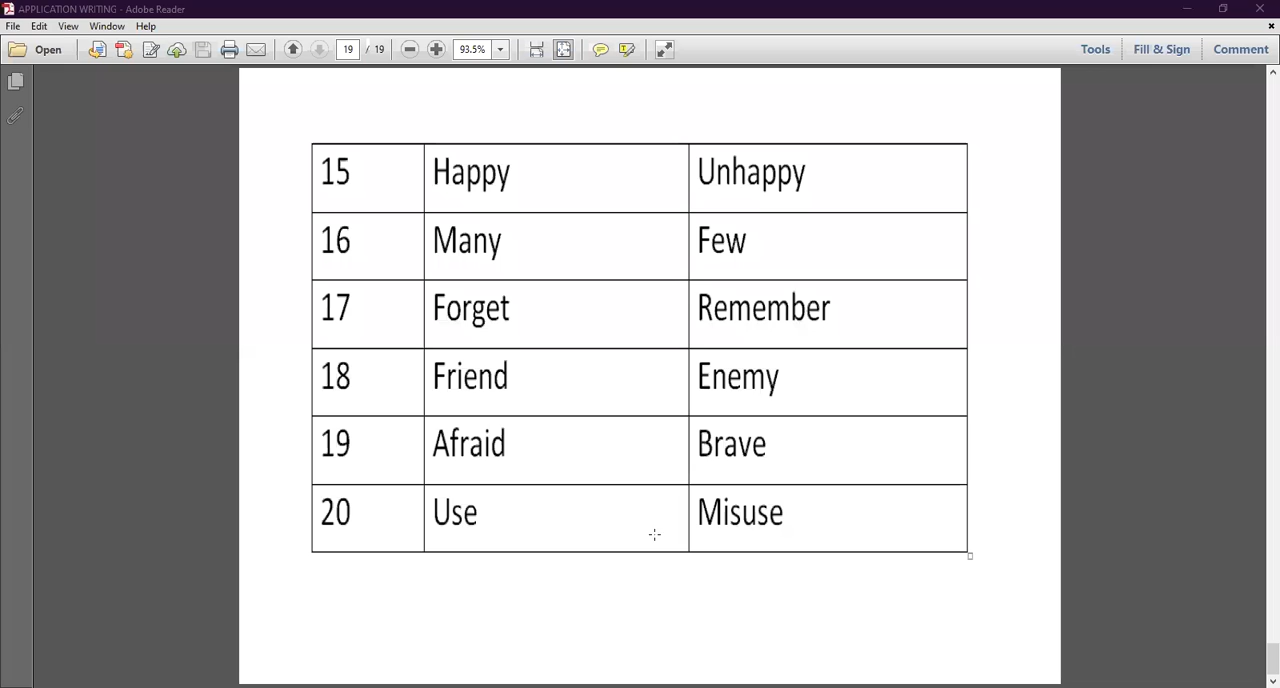 APPLICATION WRITING - Adobe Reader
File Edit View Window Help
Open 19 / 19 93.5% Tools Fill & Sign Comment
15 Happy Unhappy
16 Many Few
17 Forget Remember
18 Friend Enemy
19 Afraid Brave
20 Use Misuse